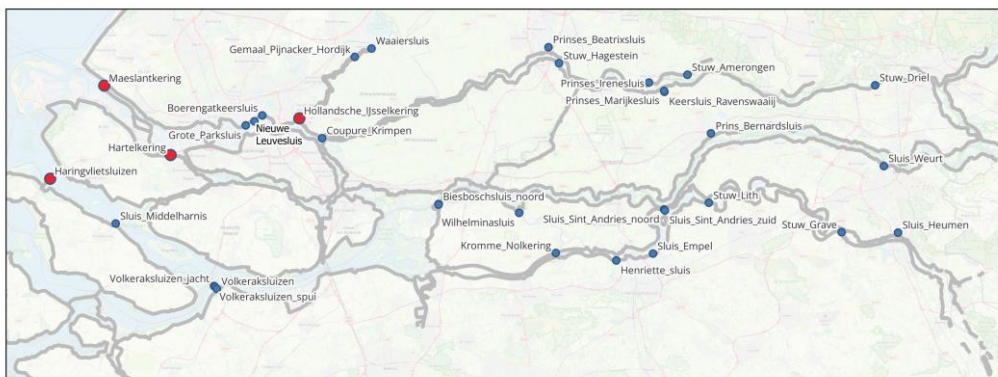 Waaiersluis
Gemaal_Pijnacker_Hordijk
Prinses_Beatrixsluis
Stuw_Hagestein
Maeslantkering
Stuw_Amerongen
Prinses_Irenesluis
Stuw_Driel
Boerengatkeersluis
Prinses_Marijkesluis
Keersluis_Ravenswaaiij
Hollandsche_IJsselkering
Grote_Parksluis
Nieuwe
Leuvesluis
Coupure_Krimpen
Prins_Bernardsluis
Hartelkering
Sluis_Weurt
Haringvlietsluizen
Biesboschsluis_noord
Stuw_Lith
Sluis_Middelharnis
Wilhelminasluis
Sluis_Sint_Andries_noord
Sluis_Sint_Andries_zuid
Stuw_Grave
Sluis_Heumen
Kromme_Nolkering
Sluis_Empel
Henriette_sluis
Volkeraksluizen_jacht
Volkeraksluizen
Volkeraksluizen_spui